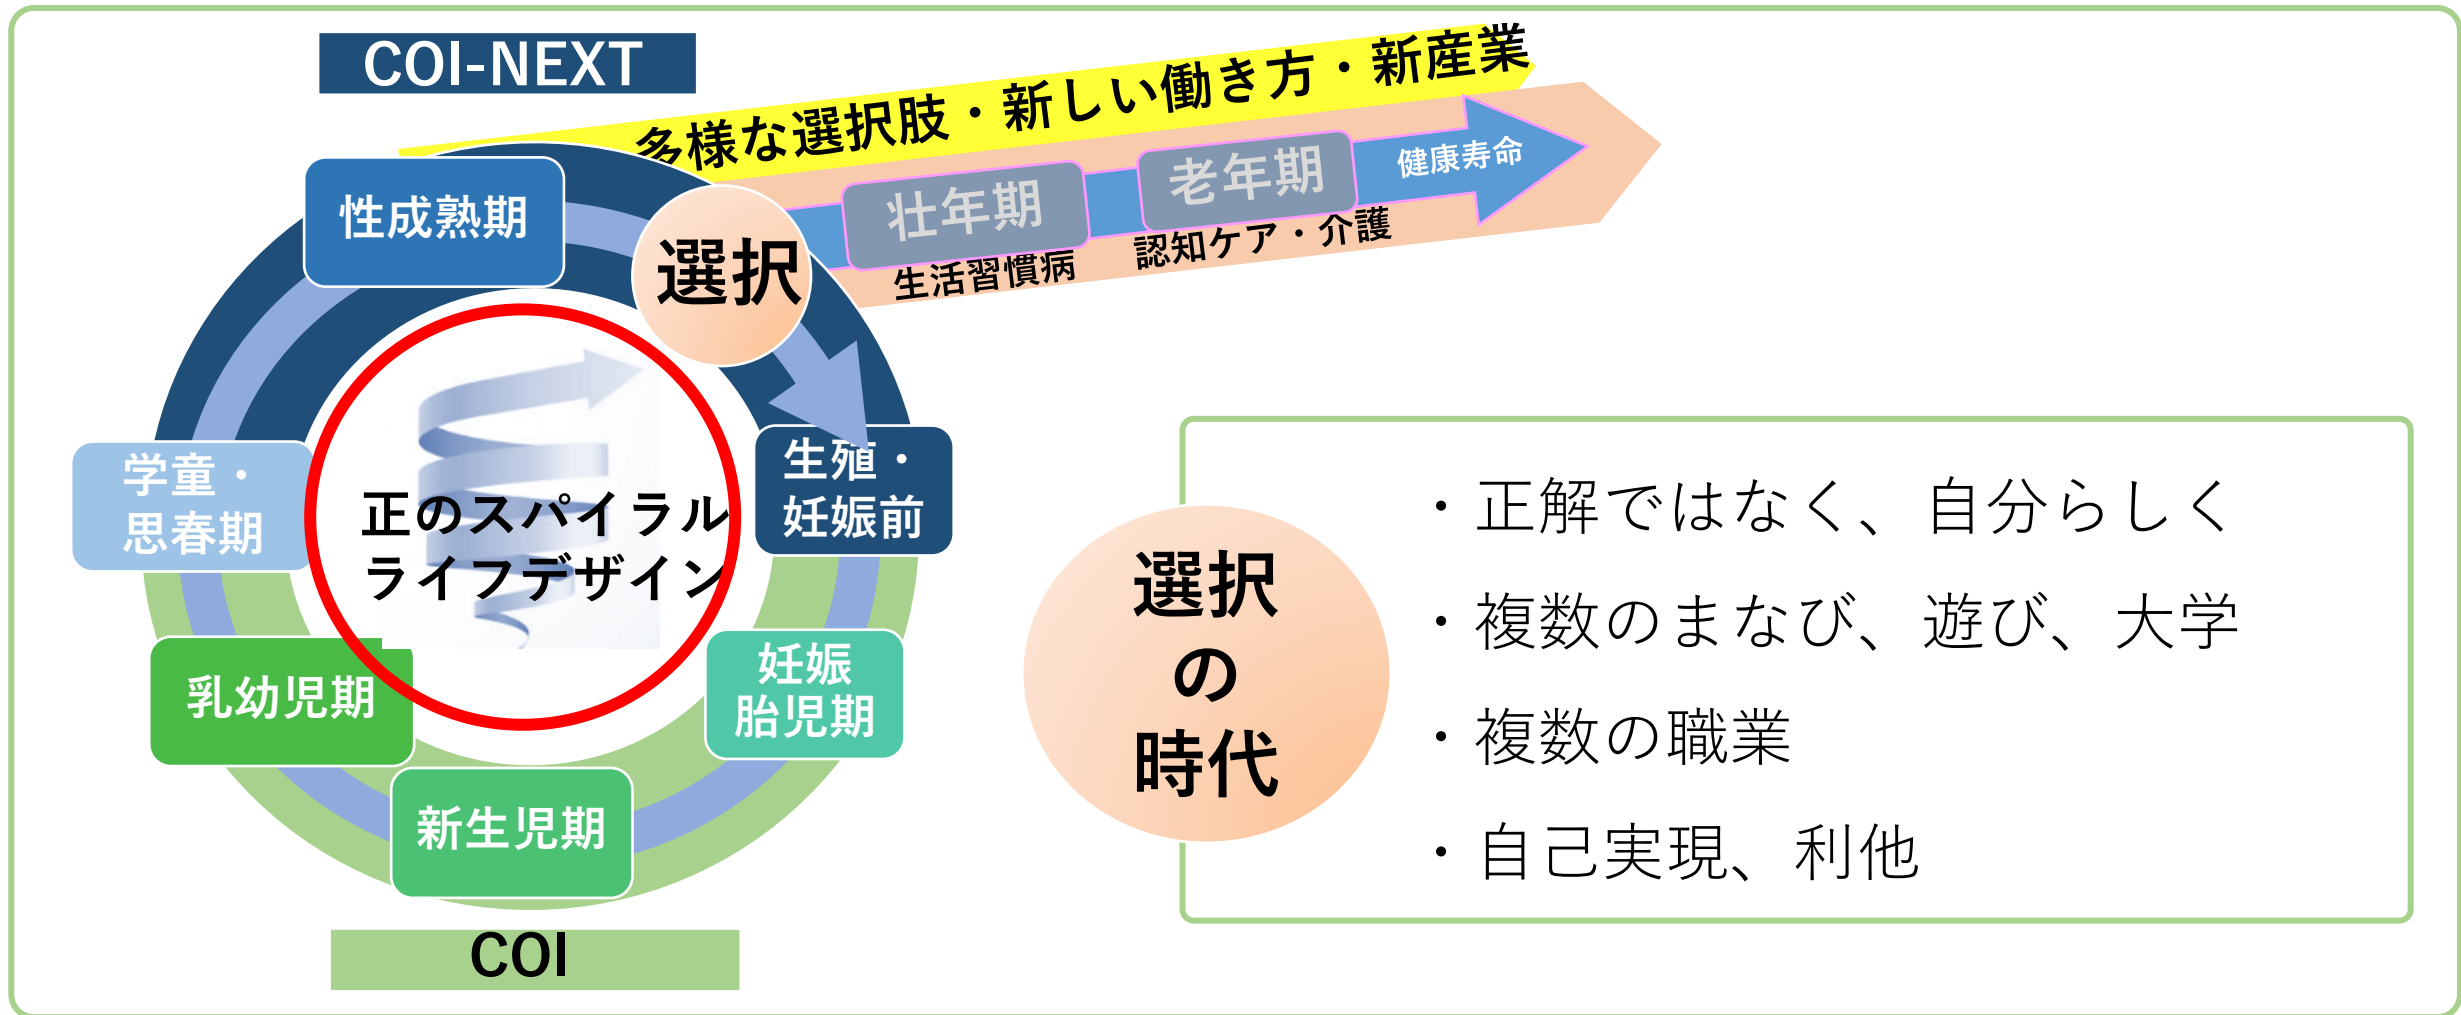 COI-NEXT
多様な選択肢・新しい働き方・新産業
性成熟期
選択
壮年期
老年期
健康寿命
生活習慣病
認知ケア・介護
学童・
思春期
正のスパイラル
ライフデザイン
生殖・
妊娠前
乳幼児期
妊娠
胎児期
新生児期
COI
選択
の
時代
・正解ではなく、自分らしく
・複数のまなび、遊び、大学
・複数の職業
・自己実現、利他